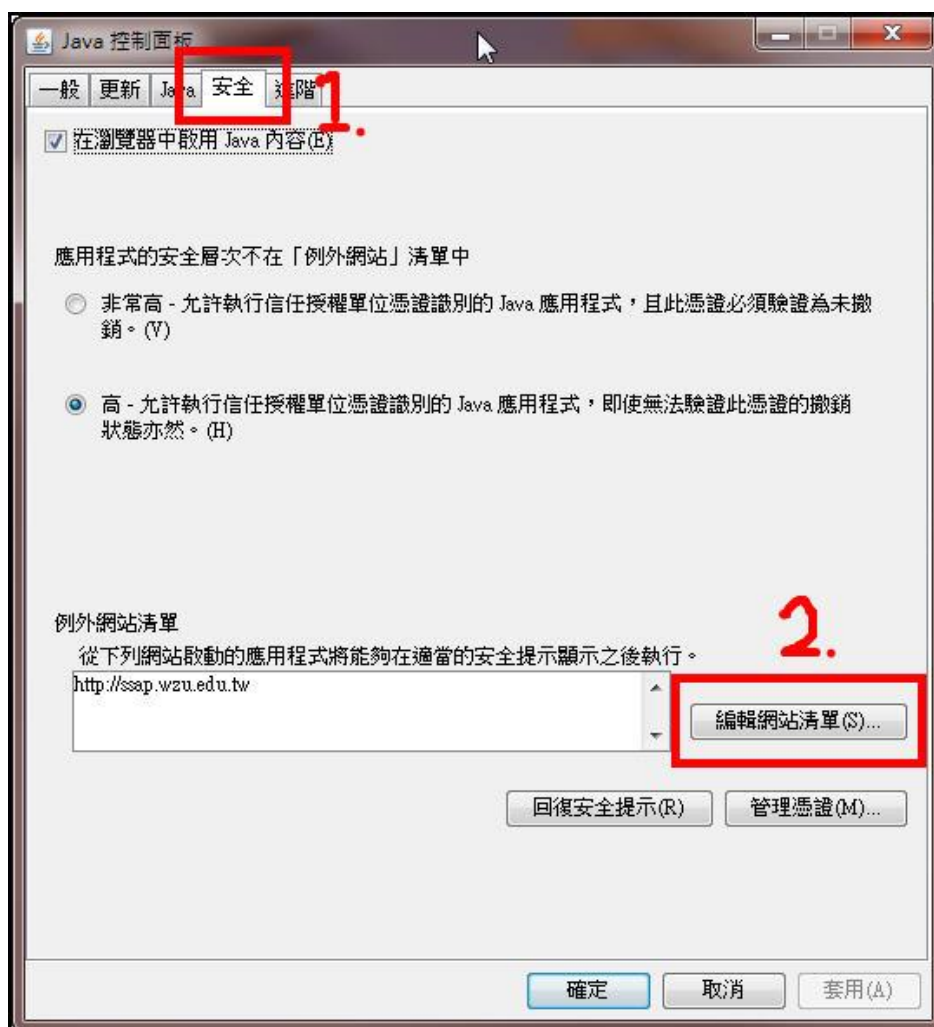 Java 控制面板
一般 更新 Java 安全 進階
1.
在瀏覽器中啟用 Java 內容(E)
應用程式的安全層次不在「例外網站」清單中
非常高 - 允許執行信任授權單位憑證識別的 Java 應用程式，且此憑證必須驗證為未撤
銷。(V)
高 - 允許執行信任授權單位憑證識別的 Java 應用程式，即使無法驗證此憑證的撤銷
狀態亦然。(H)
例外網站清單
從下列網站啟動的應用程式將能夠在適當的安全提示顯示之後執行。
2.
http://ssap.wzu.edu.tw
編輯網站清單(S)...
回復安全提示(R) 管理憑證(M)...
確定 取消 套用(A)